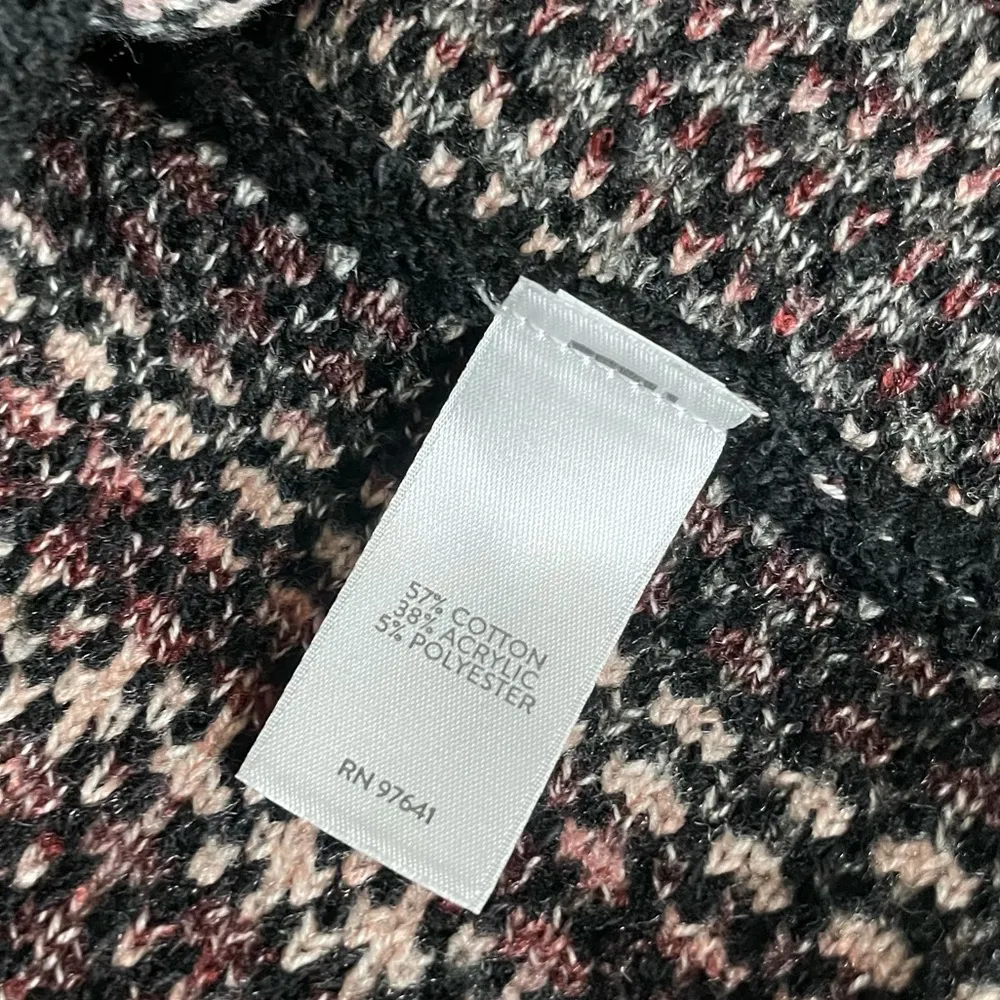 57% COTTON
38% ACRYLIC
5% POLYESTER
RN 97641